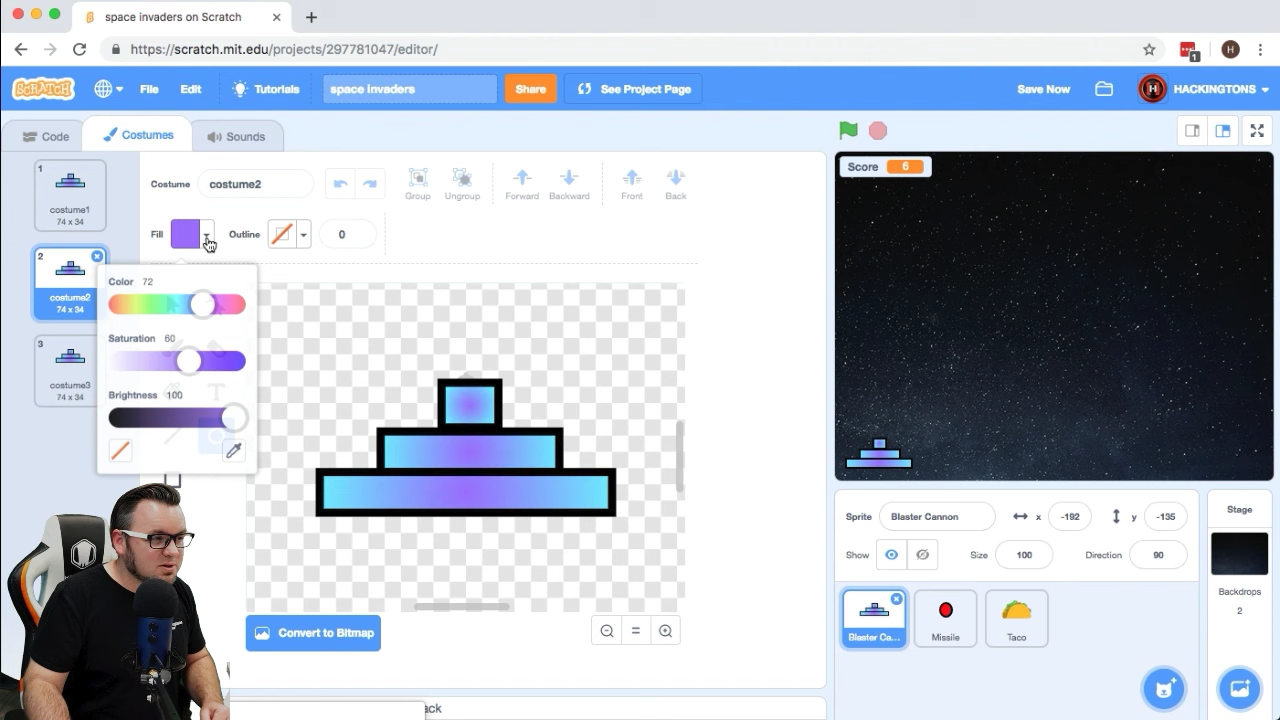 space invaders on Scratch
https://scratch.mit.edu/projects/297781047/editor/
1
H
SCRATCH
File
Edit
Tutorials
space invaders
Share
See Project Page
Save Now
H
HACKINGTONS
Code
Costumes
Sounds
1
costume1
74 x 34
2
costume2
74 x 34
3
costume3
74 x 34
Costume
costume2
Group
Ungroup
Forward
Backward
Front
Back
Fill
Outline
0
Color 72
Saturation 60
Brightness 100
T
Convert to Bitmap
Score 6
Sprite
Blaster Cannon
x
-192
y
-135
Show
Size
100
Direction
90
Blaster Ca...
Missile
Taco
Stage
Backdrops
2
ack